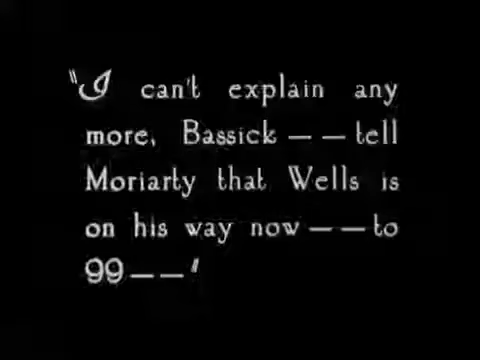 "I can't explain any
more, Bassick — — tell
Moriarty that Wells is
on his way now — — to
99 — — "